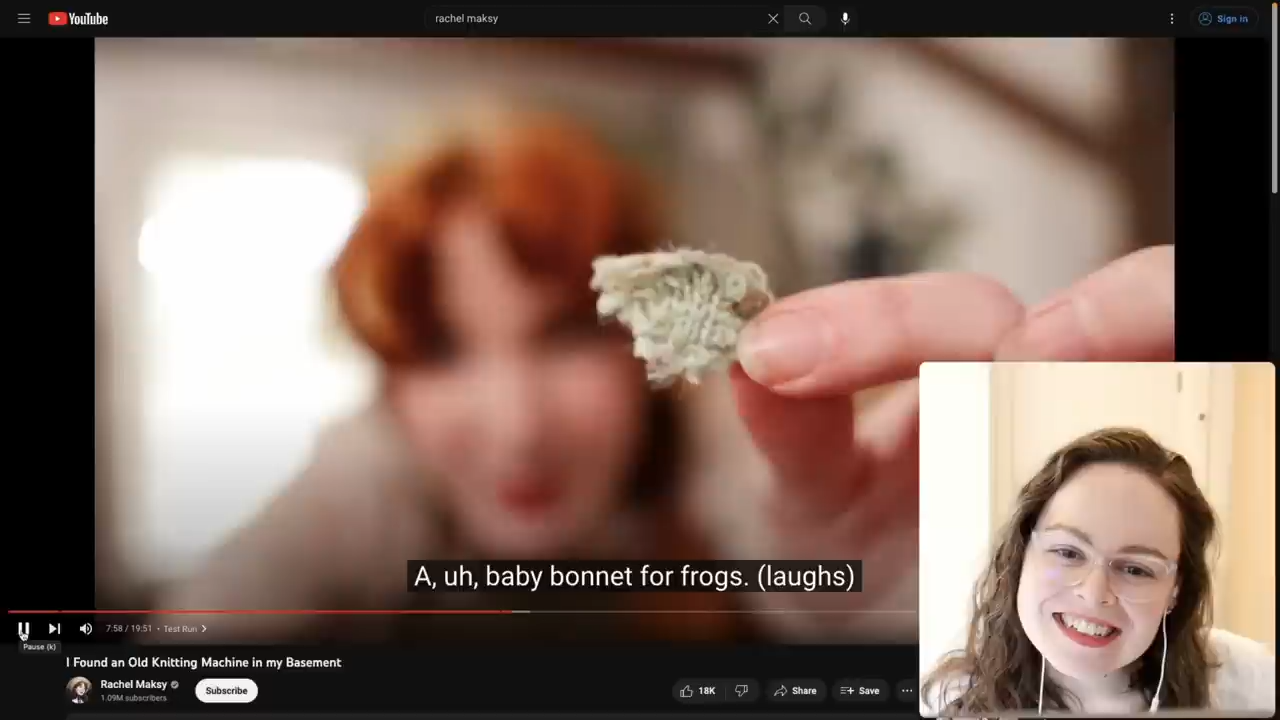 YouTube
rachel maksy
Sign in
A, uh, baby bonnet for frogs. (laughs)
7:58 / 19:51 • Test Run
Pause (k)
I Found an Old Knitting Machine in my Basement
Rachel Maksy
1.09M subscribers
Subscribe
18K
Share
Save